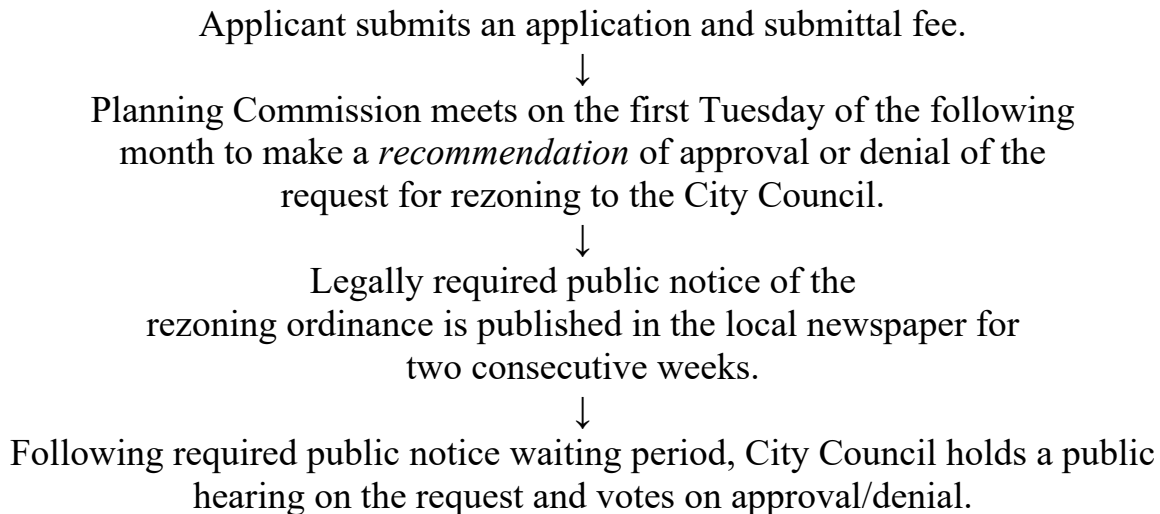 Applicant submits an application and submittal fee.
↓
Planning Commission meets on the first Tuesday of the following
month to make a recommendation of approval or denial of the
request for rezoning to the City Council.
↓
Legally required public notice of the
rezoning ordinance is published in the local newspaper for
two consecutive weeks.
↓
Following required public notice waiting period, City Council holds a public
hearing on the request and votes on approval/denial.